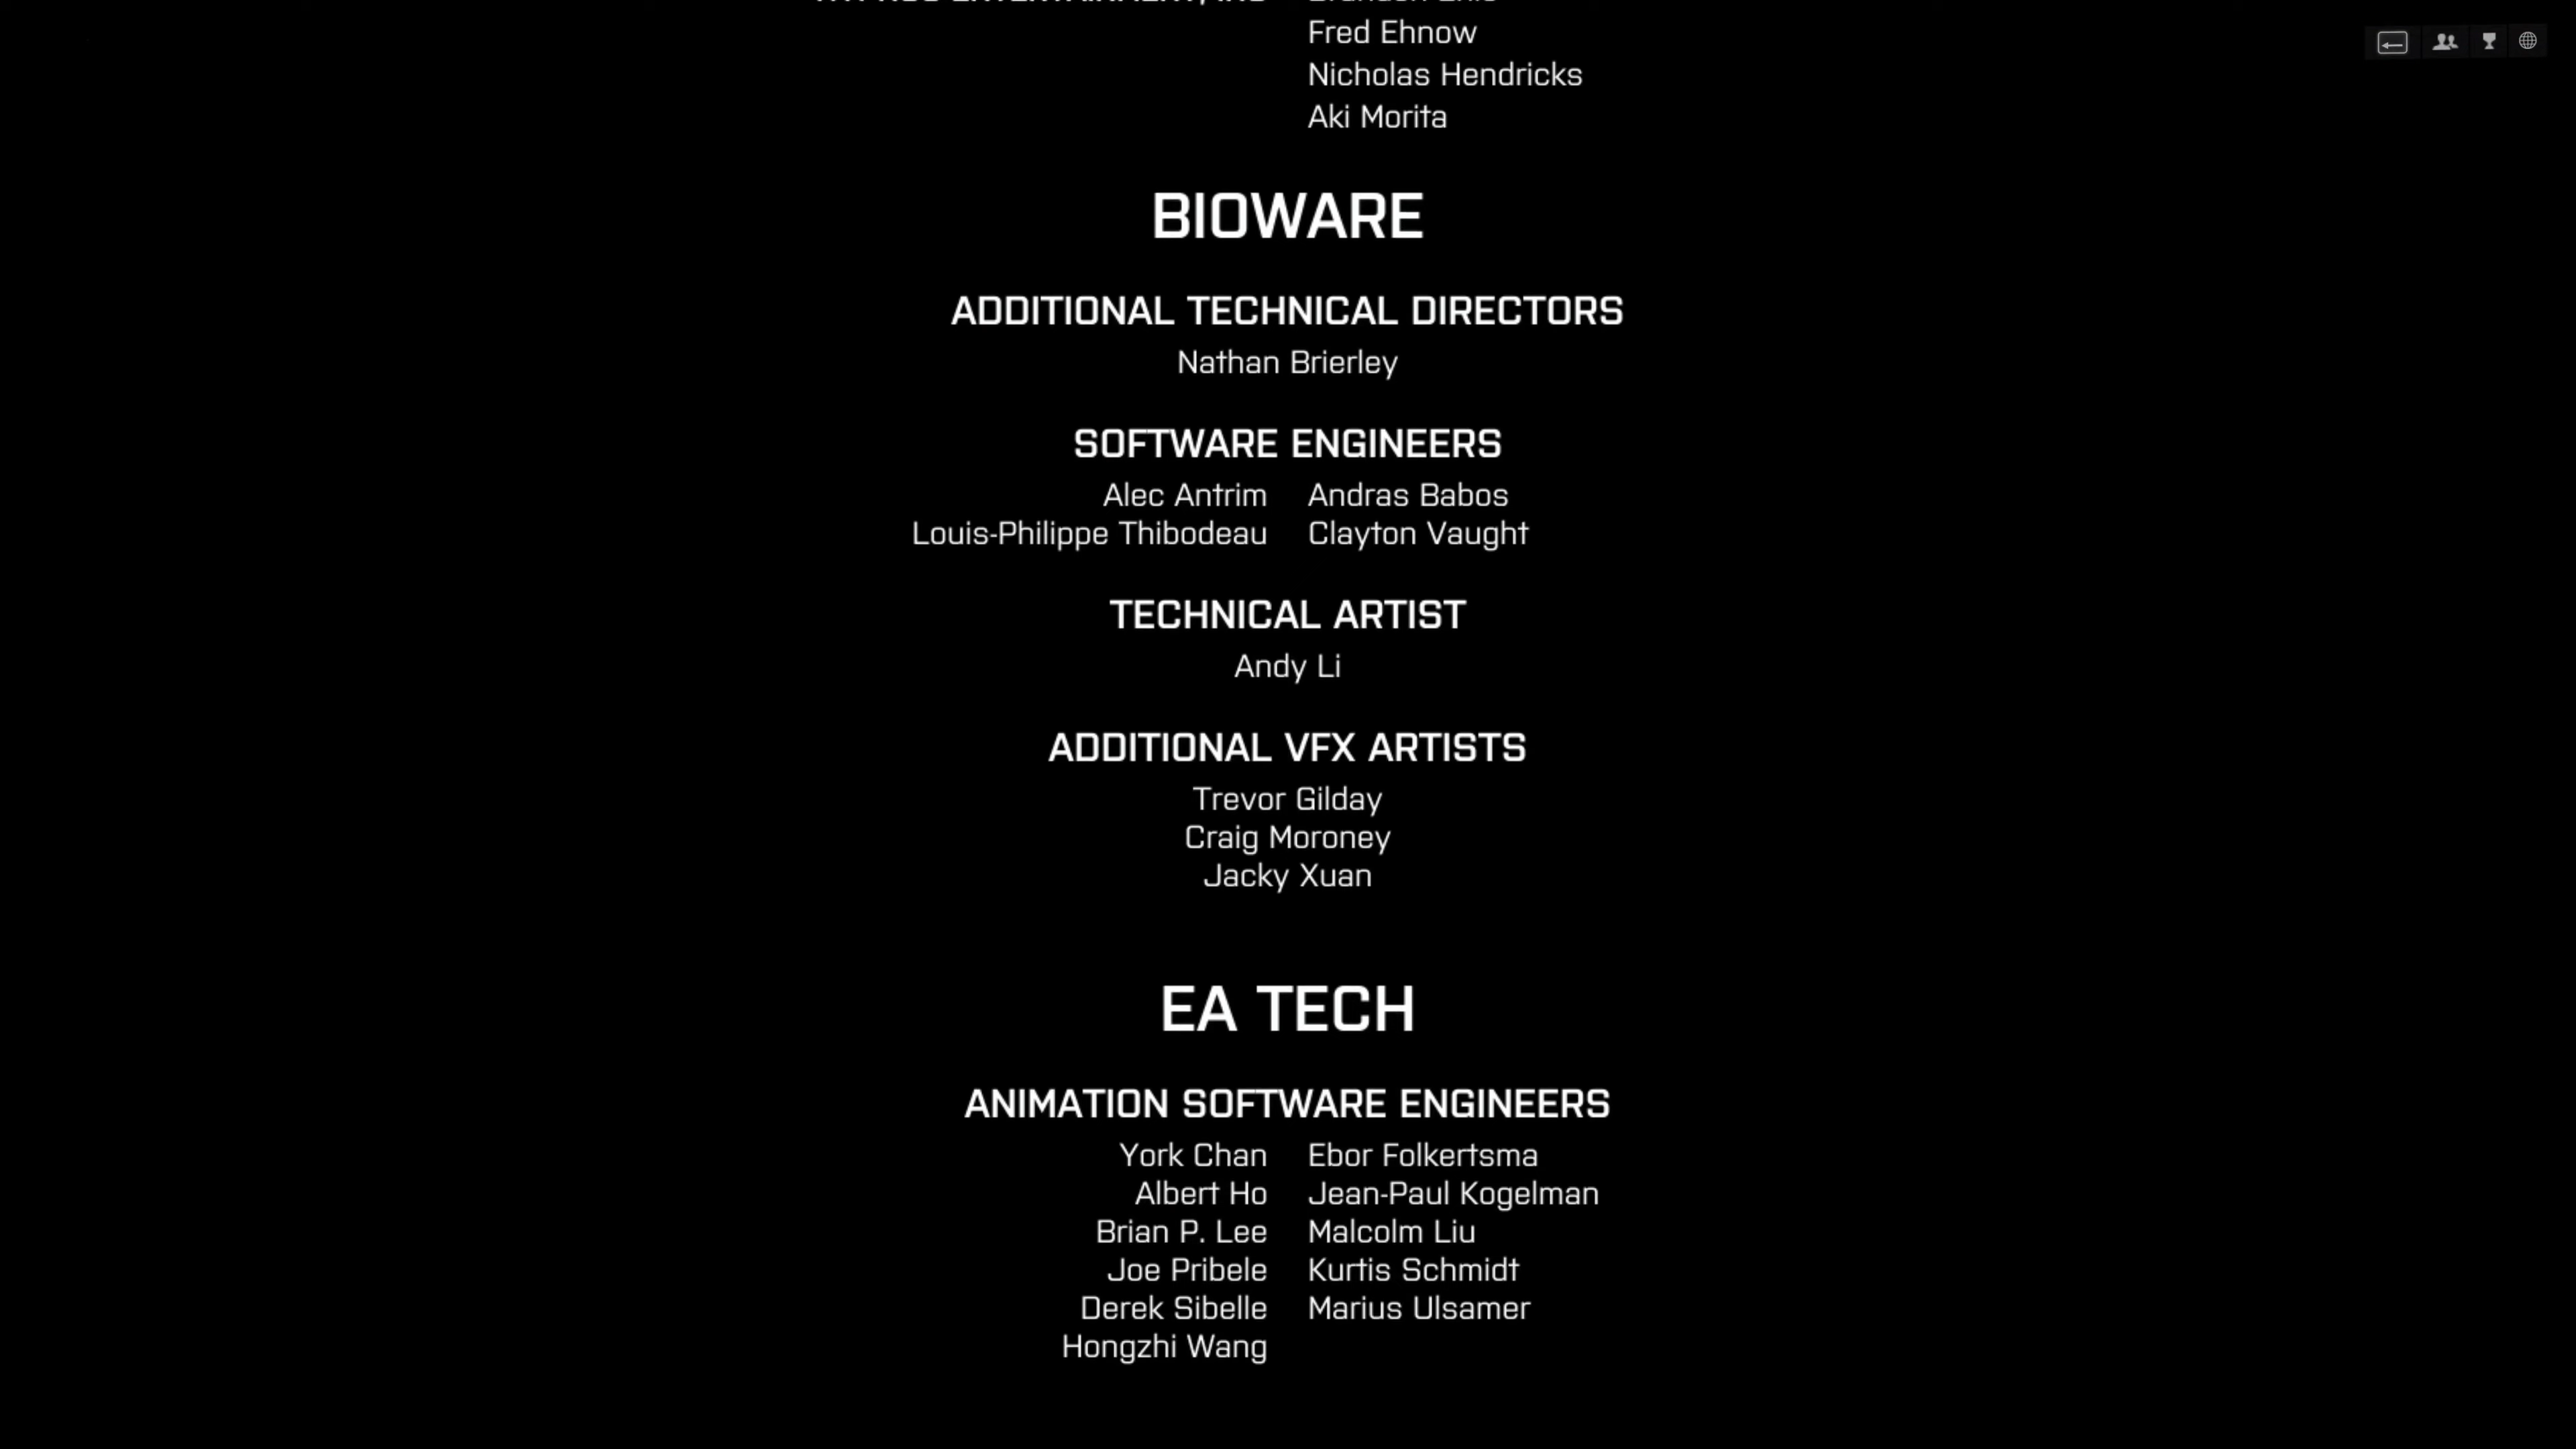 ENTERTAINMENT, INC
Fred Ehnow
Nicholas Hendricks
Aki Morita
BIOWARE
ADDITIONAL TECHNICAL DIRECTORS
Nathan Brierley
SOFTWARE ENGINEERS
Alec Antrim Andras Babos
Louis-Philippe Thibodeau Clayton Vaught
TECHNICAL ARTIST
Andy Li
ADDITIONAL VFX ARTISTS
Trevor Gilday
Craig Moroney
Jacky Xuan
EA TECH
ANIMATION SOFTWARE ENGINEERS
York Chan Ebor Folkertsma
Albert Ho Jean-Paul Kogelman
Brian P. Lee Malcolm Liu
Joe Pribele Kurtis Schmidt
Derek Sibelle Marius Ulsamer
Hongzhi Wang